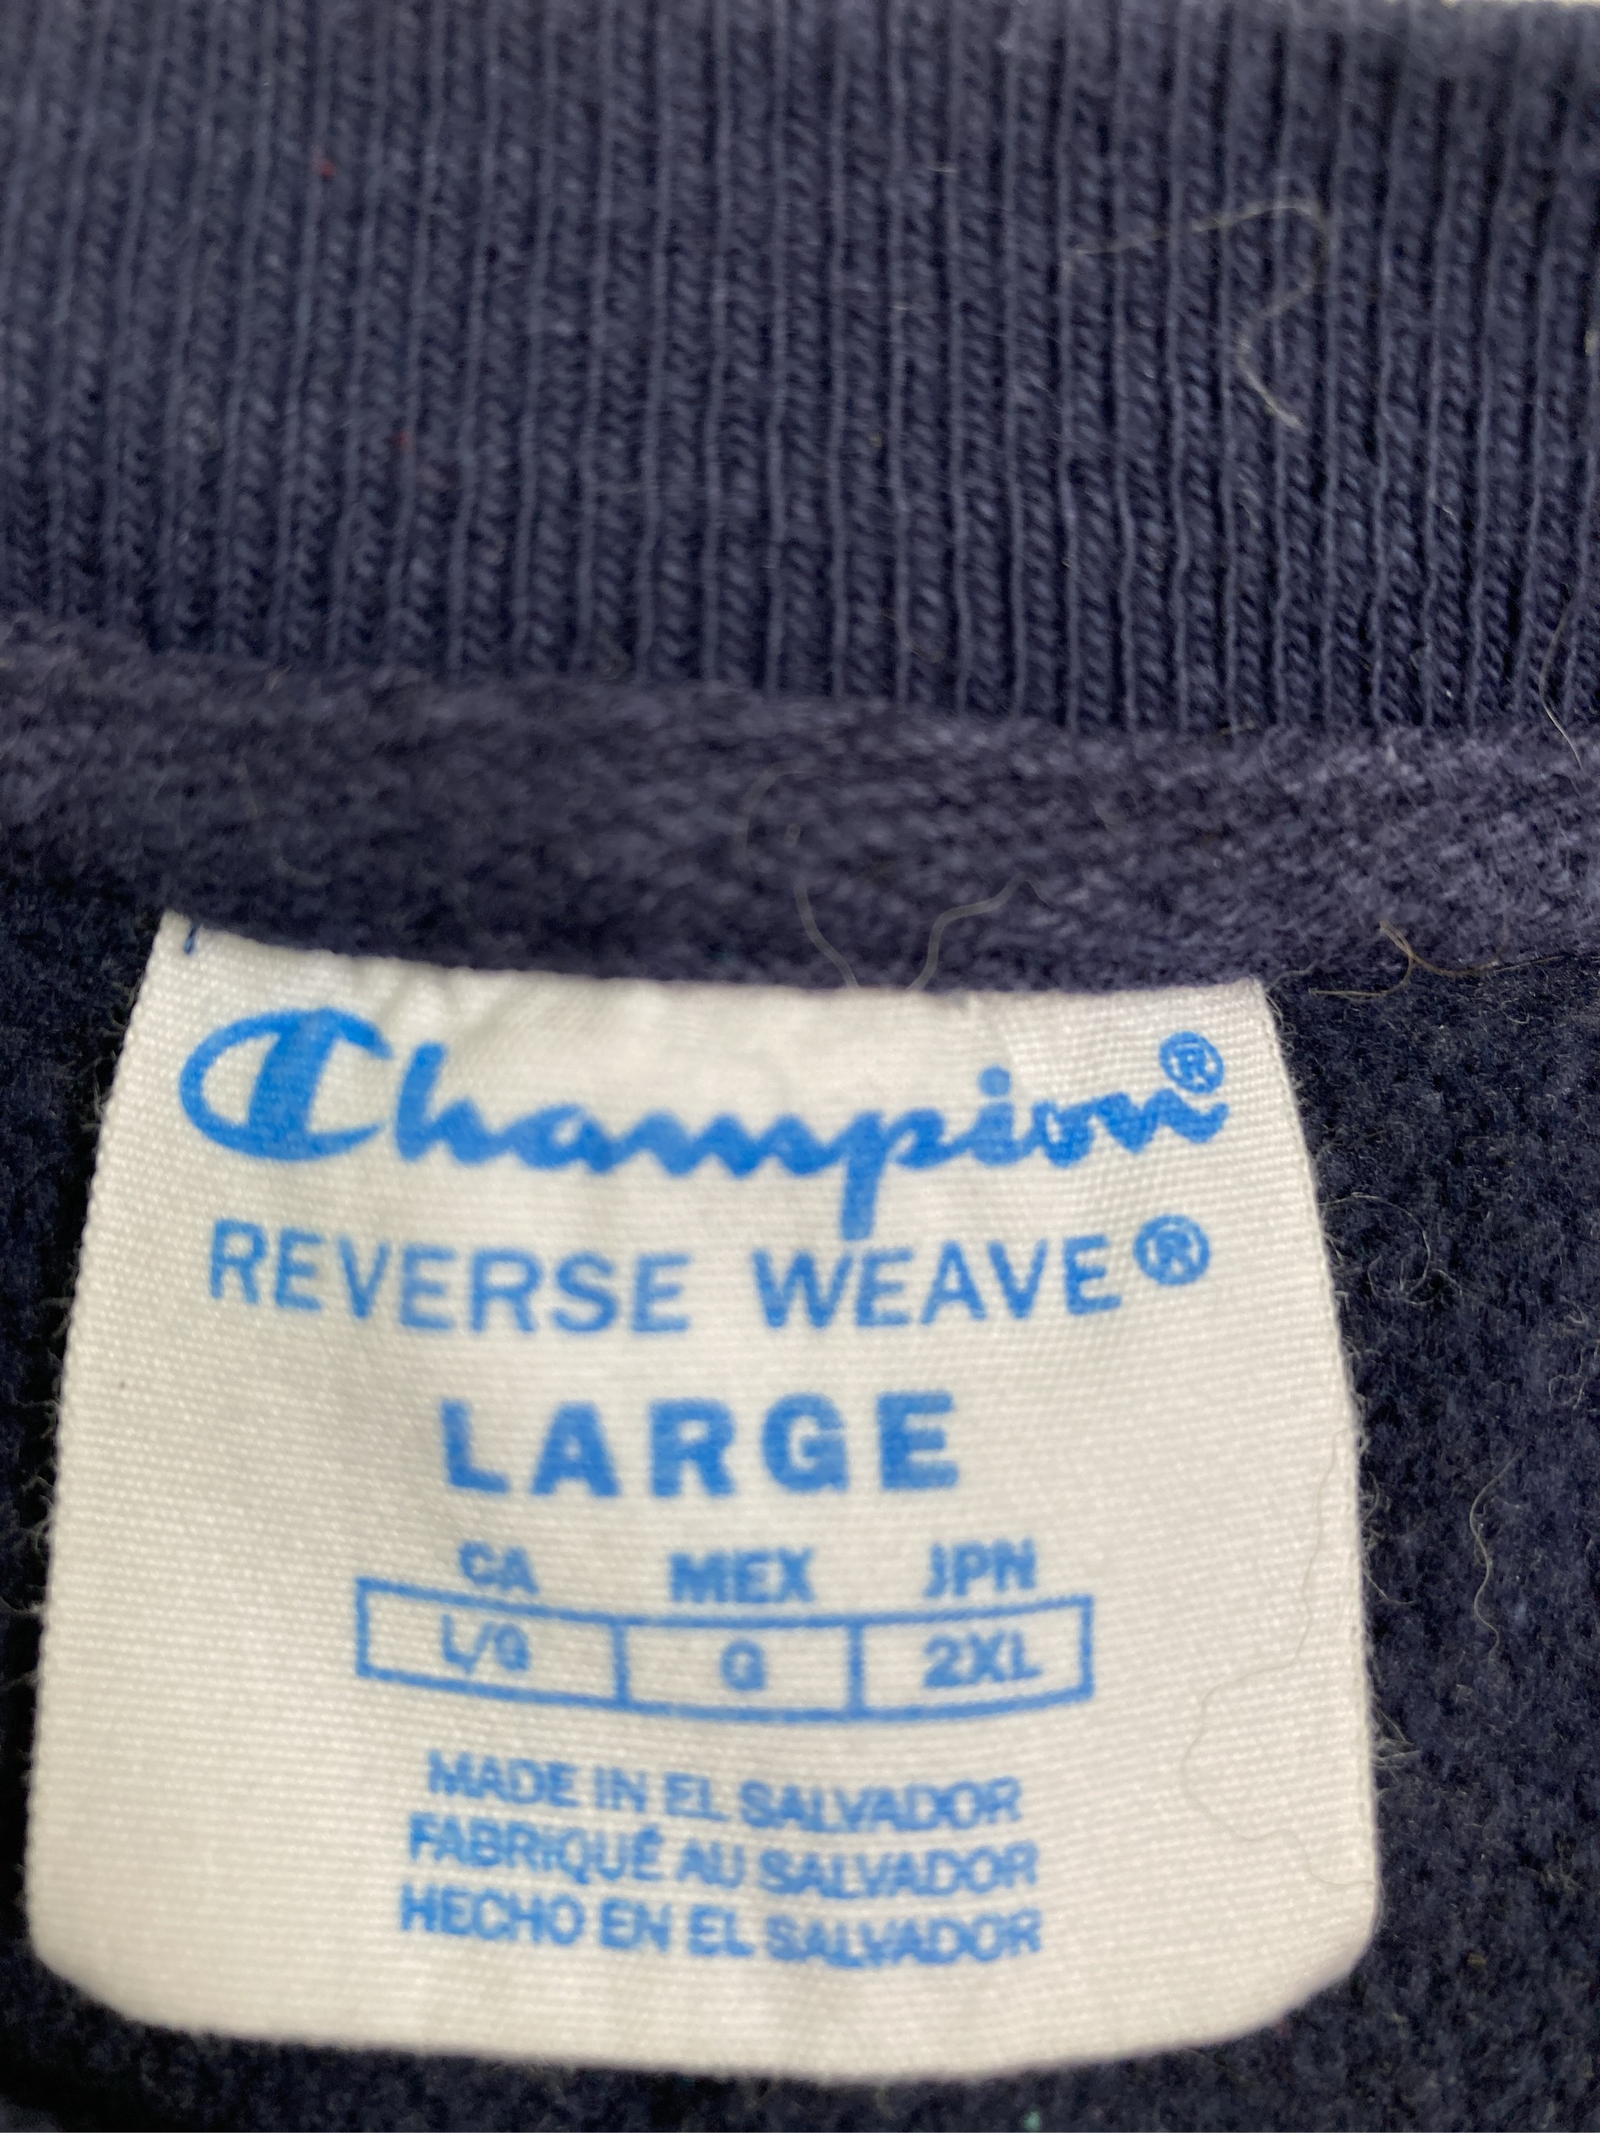 Champion®
REVERSE WEAVE®
LARGE
CA MEX JPN
L/G G 2XL
MADE IN EL SALVADOR
FABRIQUÉ AU SALVADOR
HECHO EN EL SALVADOR